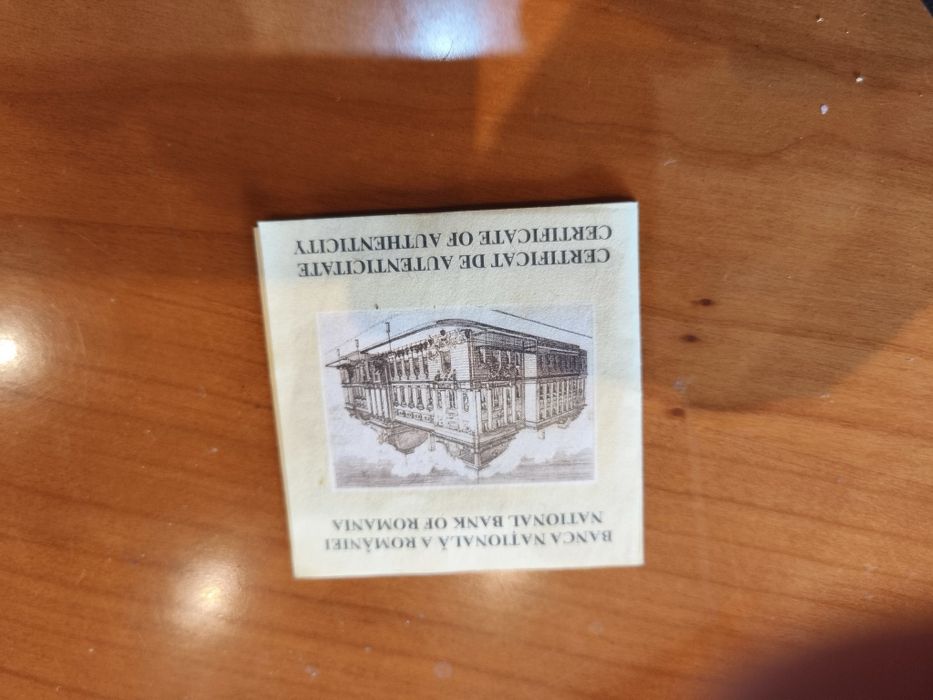 BANCA NAȚIONALĂ A ROMÂNIEI
NATIONAL BANK OF ROMANIA
CERTIFICAT DE AUTENTICITATE
CERTIFICATE OF AUTHENTICITY